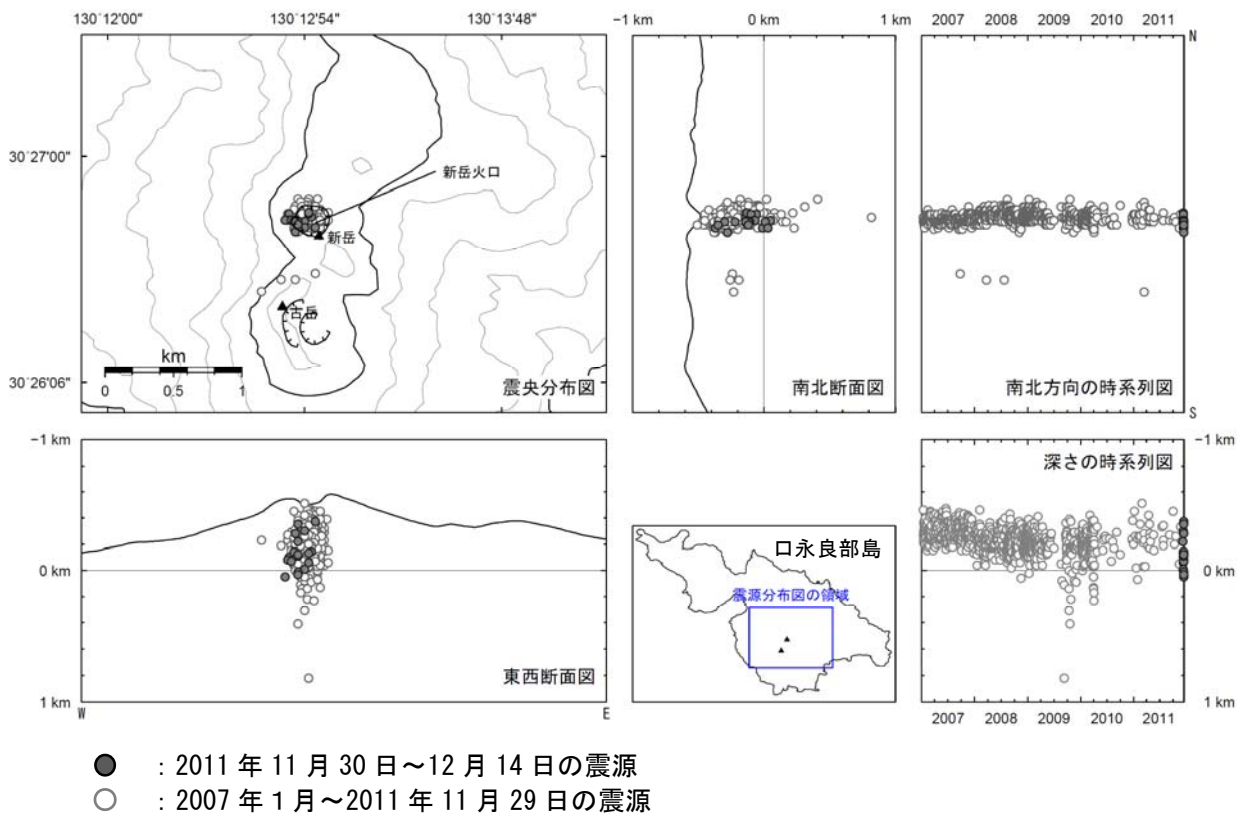 130°12'00" 130°12'54" 130°13'48"
-1 km 0 km 1 km
2007 2008 2009 2010 2011
N
30°27'00"
新岳火口
新岳
古岳
km
0 0.5 1
30°26'06"
震央分布図
南北断面図
南北方向の時系列図
S
-1 km
0 km
1 km
W E
東西断面図
口永良部島
震源分布図の領域
深さの時系列図
-1 km
0 km
1 km
2007 2008 2009 2010 2011
：2011 年 11 月 30 日～12 月 14 日の震源
：2007 年 1 月～2011 年 11 月 29 日の震源